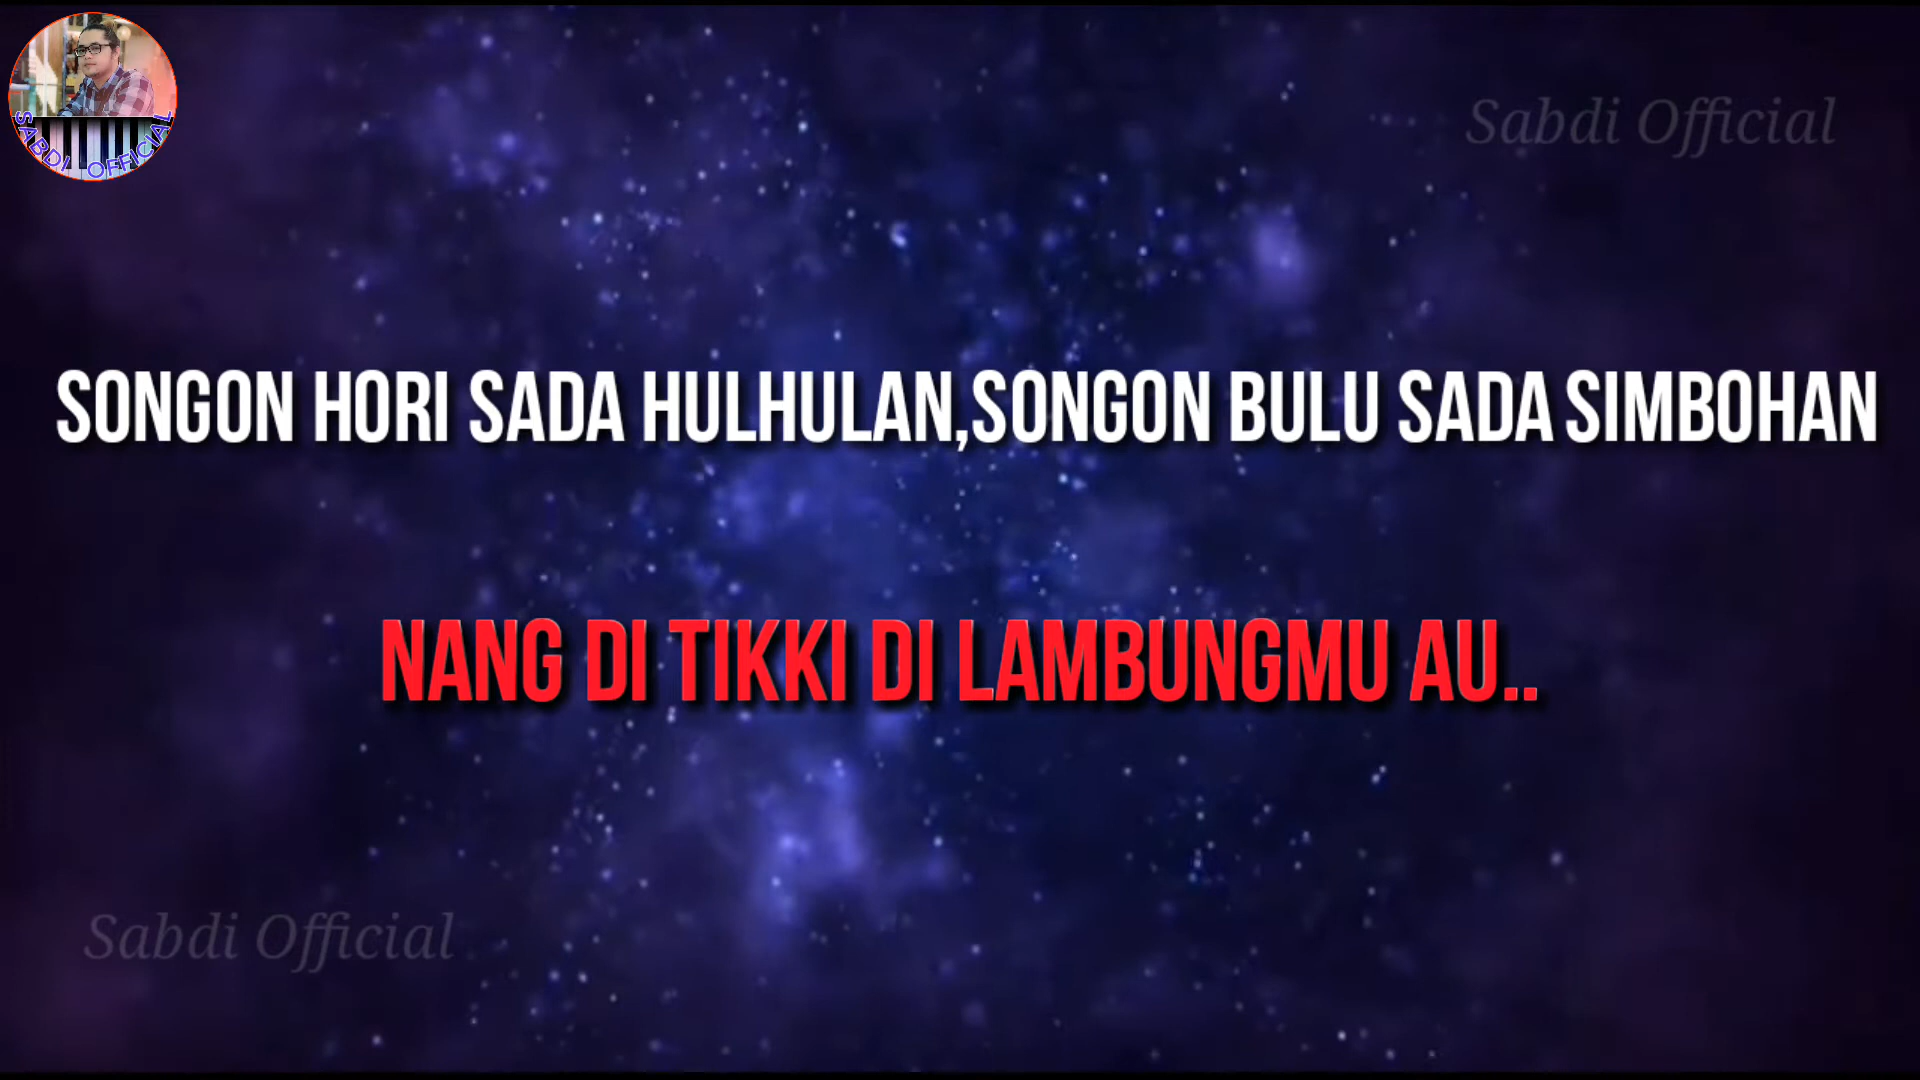 SABDI OFFICIAL
Sabdi Official
SONGON HORI SADA HULHULAN,SONGON BULU SADA SIMBOHAN
NANG DI TIKKI DI LAMBUNGMU AU..
Sabdi Official